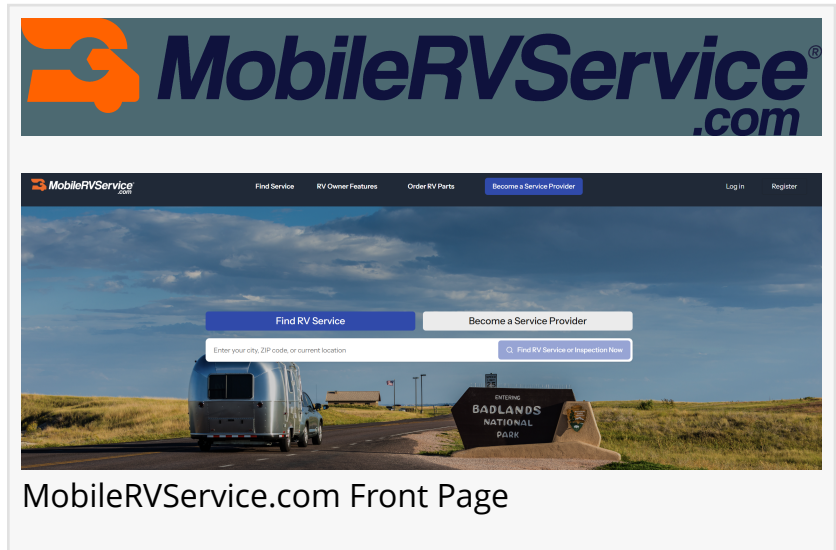 MobileRVService®
.com
MobileRVService
.com
Find Service RV Owner Features Order RV Parts Become a Service Provider Log in Register
Find RV Service Become a Service Provider
Enter your city, ZIP code, or current location Find RV Service or Inspection Now
ENTERING
BADLANDS
NATIONAL
PARK
MobileRVService.com Front Page